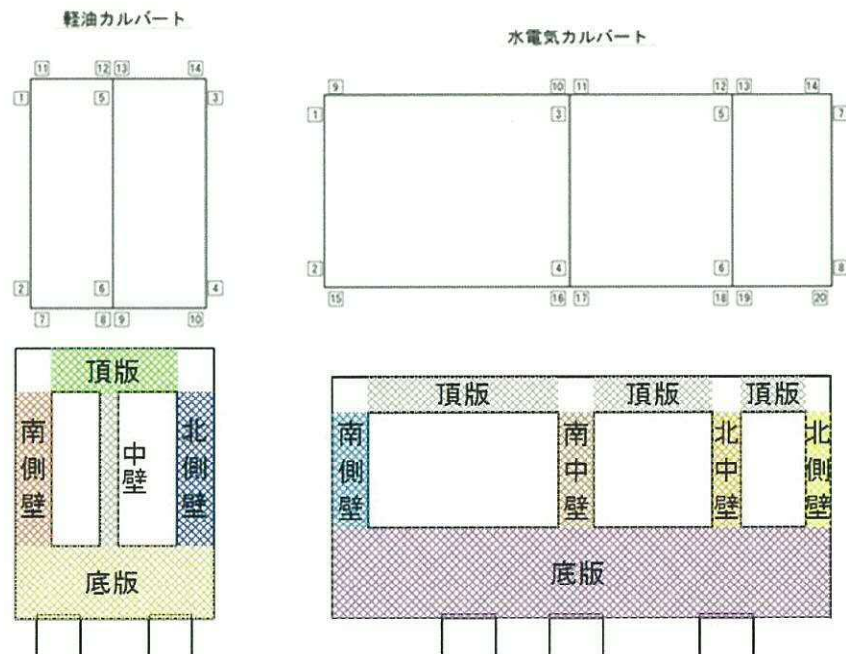 軽油カルバート
11 12 13 14
1 5 3
2 6 4
7 8 9 10
頂版
南側壁
中壁
北側壁
底版
水電気カルバート
9 10 11 12 13 14
1 3 5 7
2 4 6 8
15 16 17 18 19 20
頂版 頂版 頂版
南側壁
南中壁
北中壁
北側壁
底版